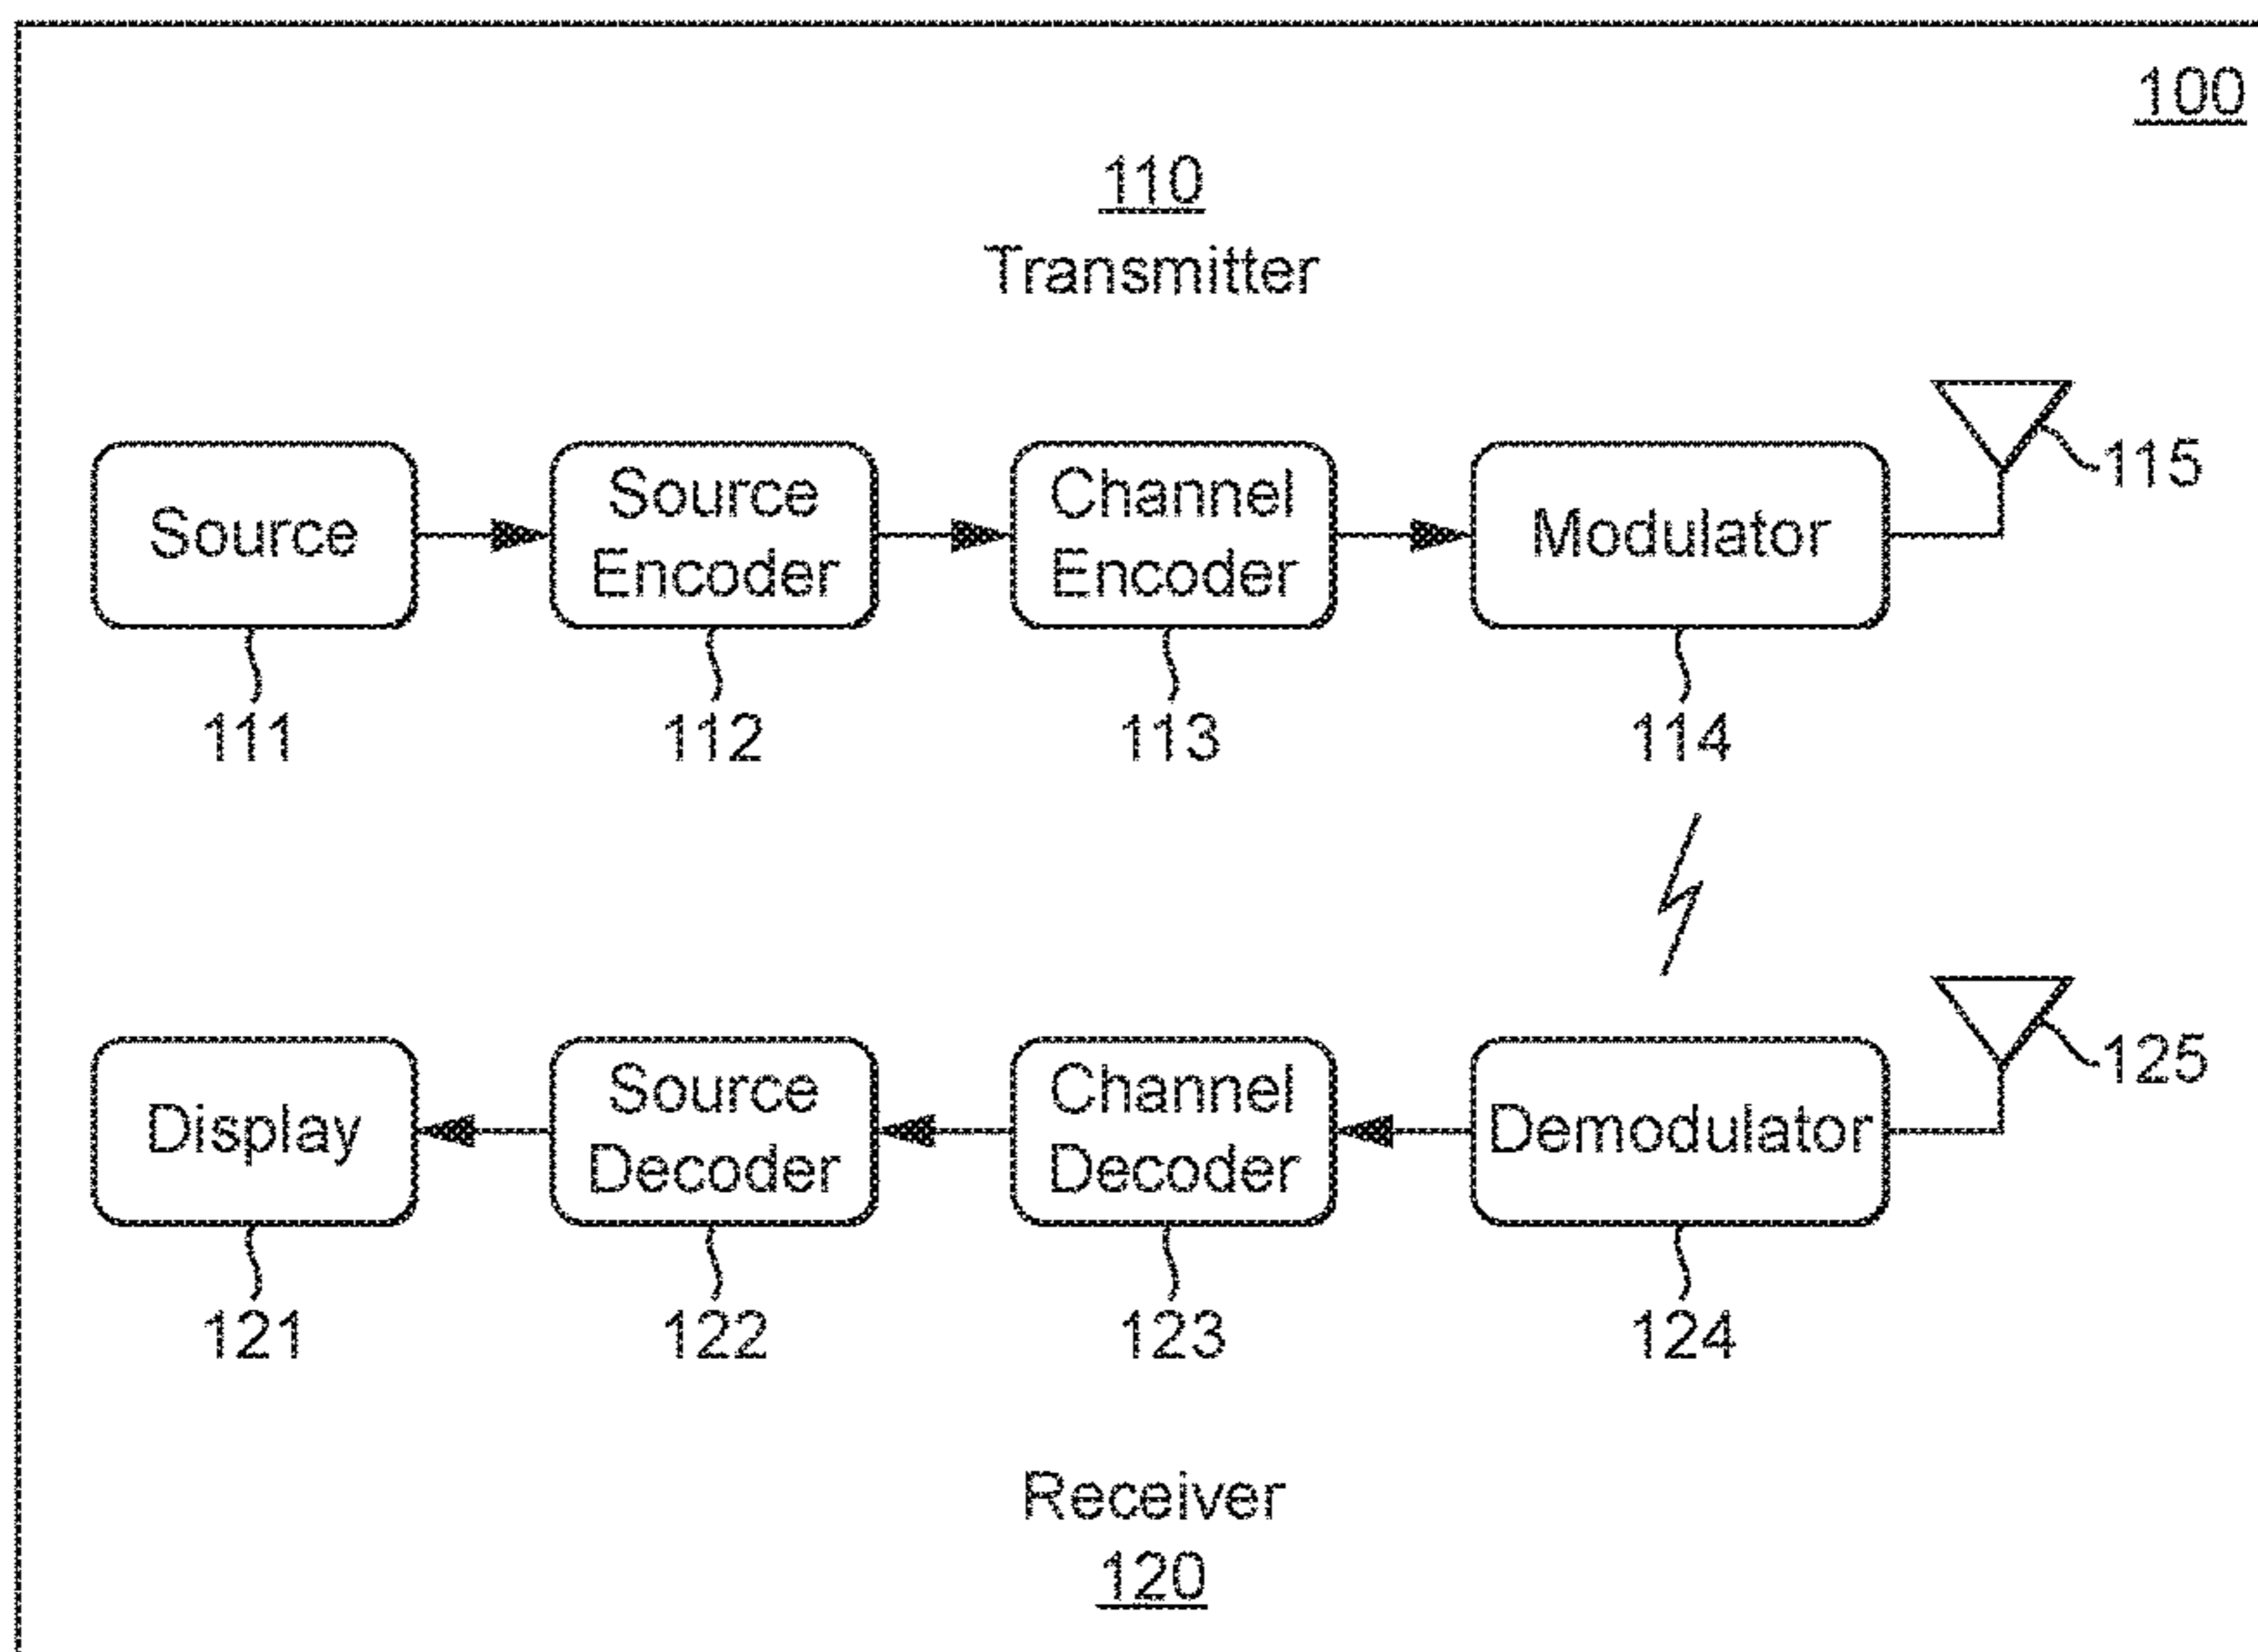 100
110
Transmitter
Source
Source
Encoder
Channel
Encoder
Modulator
115
111
112
113
114
Display
Source
Decoder
Channel
Decoder
Demodulator
125
121
122
123
124
Receiver
120